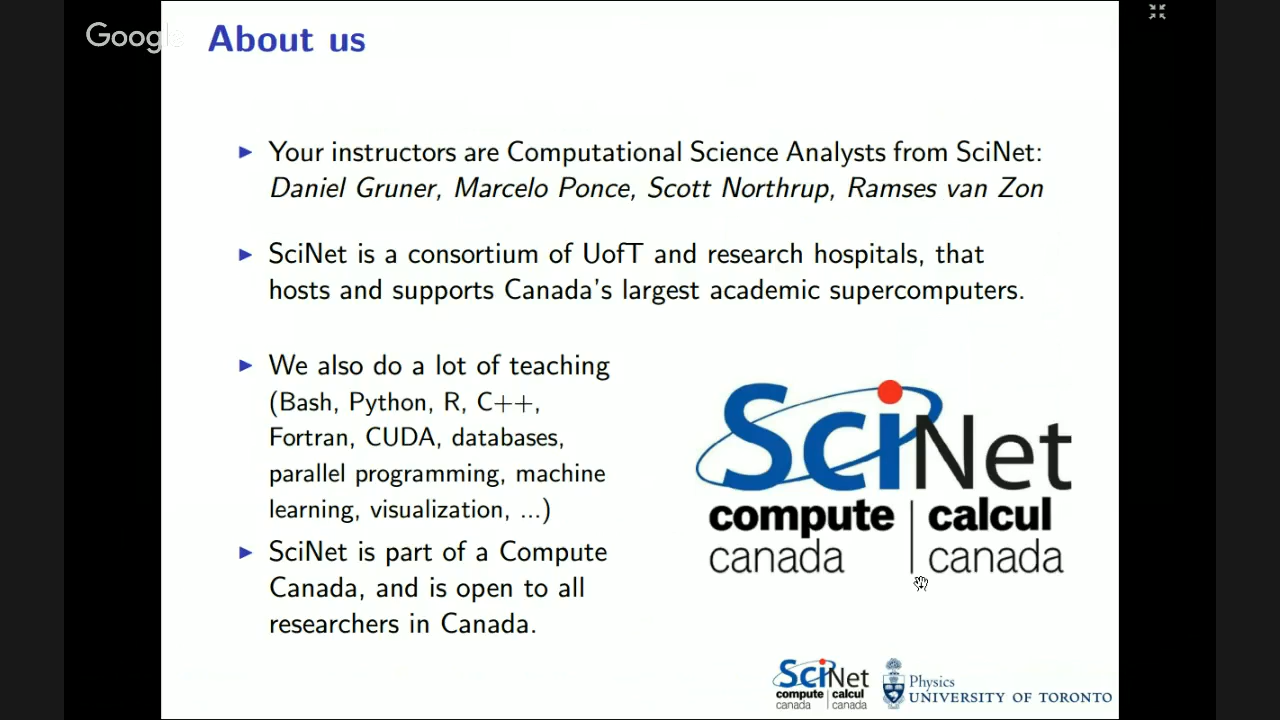 Google
About us
Your instructors are Computational Science Analysts from SciNet:
Daniel Gruner, Marcelo Ponce, Scott Northrup, Ramses van Zon
SciNet is a consortium of UofT and research hospitals, that
hosts and supports Canada's largest academic supercomputers.
We also do a lot of teaching
(Bash, Python, R, C++,
Fortran, CUDA, databases,
parallel programming, machine
learning, visualization, ...)
SciNet is part of a Compute
Canada, and is open to all
researchers in Canada.
SciNet
compute | calcul
canada | canada
SciNet
compute | calcul
canada | canada
Physics
UNIVERSITY OF TORONTO